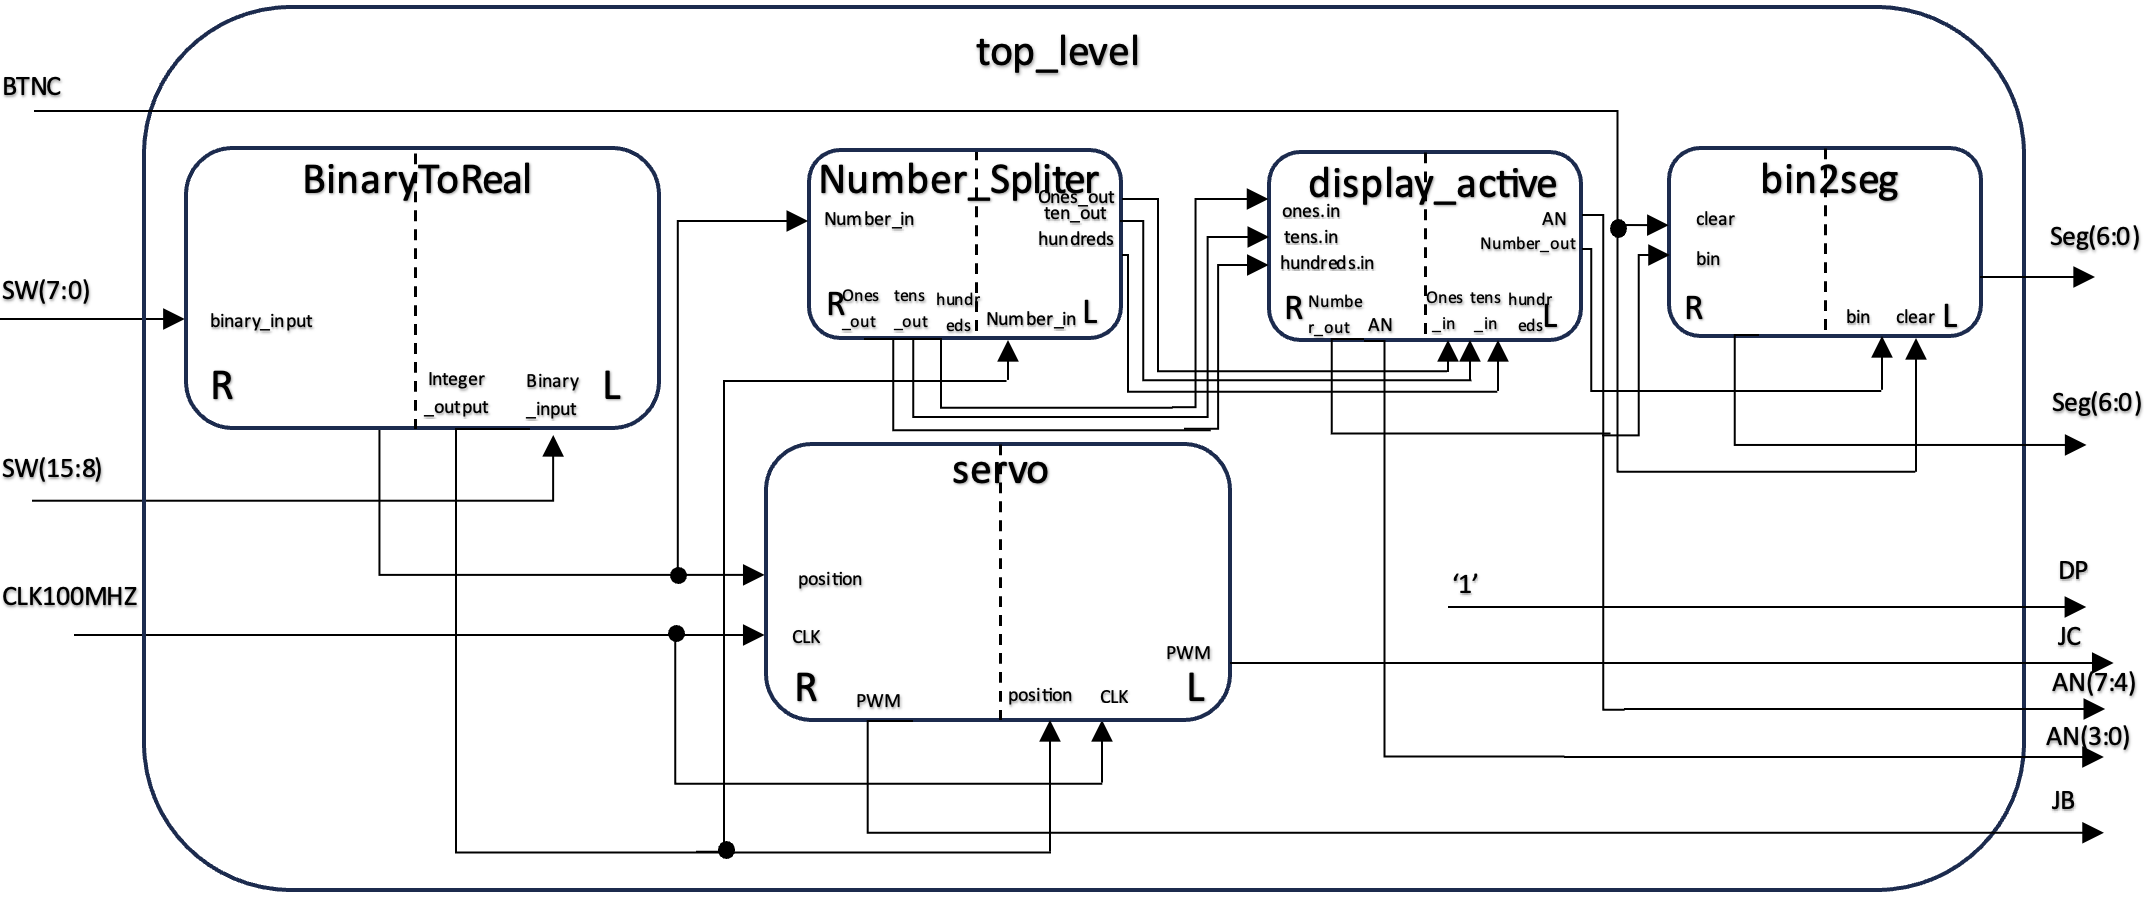 top_level
BTNC
SW(7:0)
SW(15:8)
CLK100MHZ
BinaryToReal
binary_input
R
Integer
_output
Binary
_input
L
Number_Spliter
Number_in
Ones_out
ten_out
hundreds
R
Ones
_out
tens
_out
hundr
eds
Number_in
L
display_active
ones.in
tens.in
hundreds.in
AN
Number_out
R
Numbe
r_out
AN
Ones
_in
tens
_in
hundr
eds
L
bin2seg
clear
bin
R
bin
clear
L
servo
position
CLK
R
PWM
position
CLK
PWM
L
'1'
Seg(6:0)
Seg(6:0)
DP
JC
AN(7:4)
AN(3:0)
JB